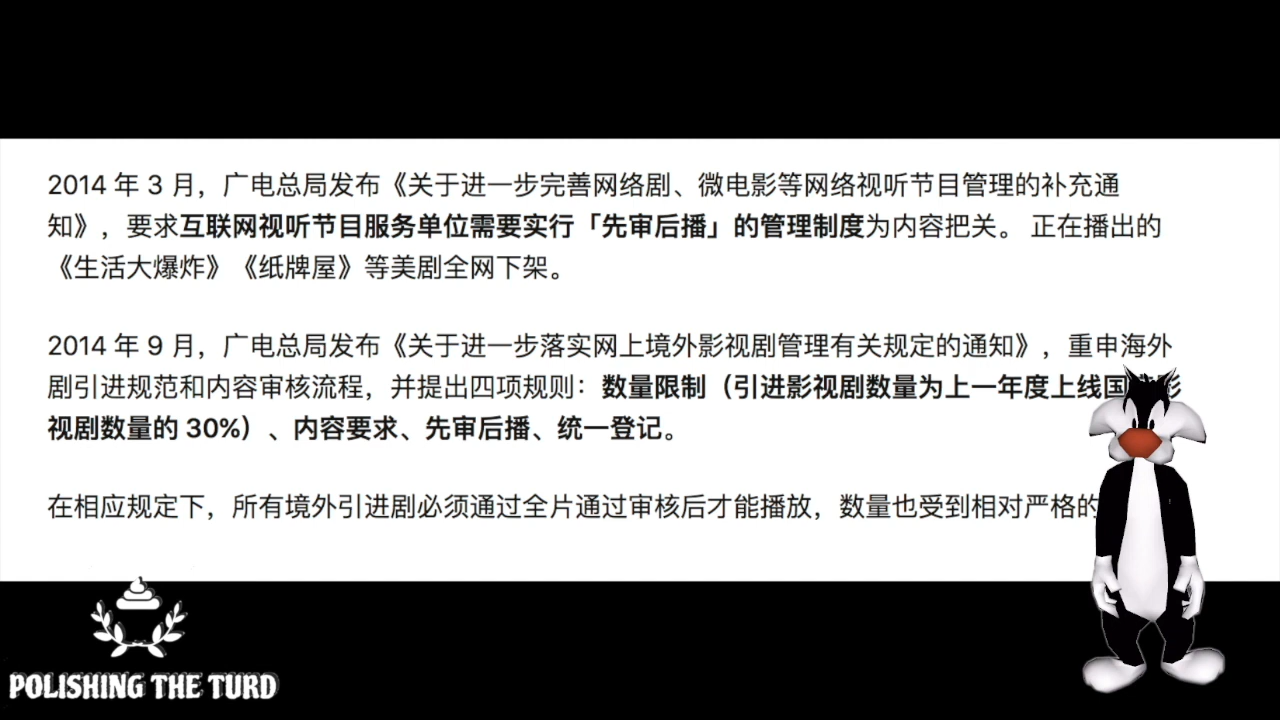 2014 年 3 月，广电总局发布《关于进一步完善网络剧、微电影等网络视听节目管理的补充通
知》，要求互联网视听节目服务单位需要实行「先审后播」的管理制度为内容把关。 正在播出的
《生活大爆炸》《纸牌屋》等美剧全网下架。
2014 年 9 月，广电总局发布《关于进一步落实网上境外影视剧管理有关规定的通知》，重申海外
剧引进规范和内容审核流程，并提出四项规则：数量限制（引进影视剧数量为上一年度上线国影
视剧数量的 30%）、内容要求、先审后播、统一登记。
在相应规定下，所有境外引进剧必须通过全片通过审核后才能播放，数量也受到相对严格的
POLISHING THE TURD